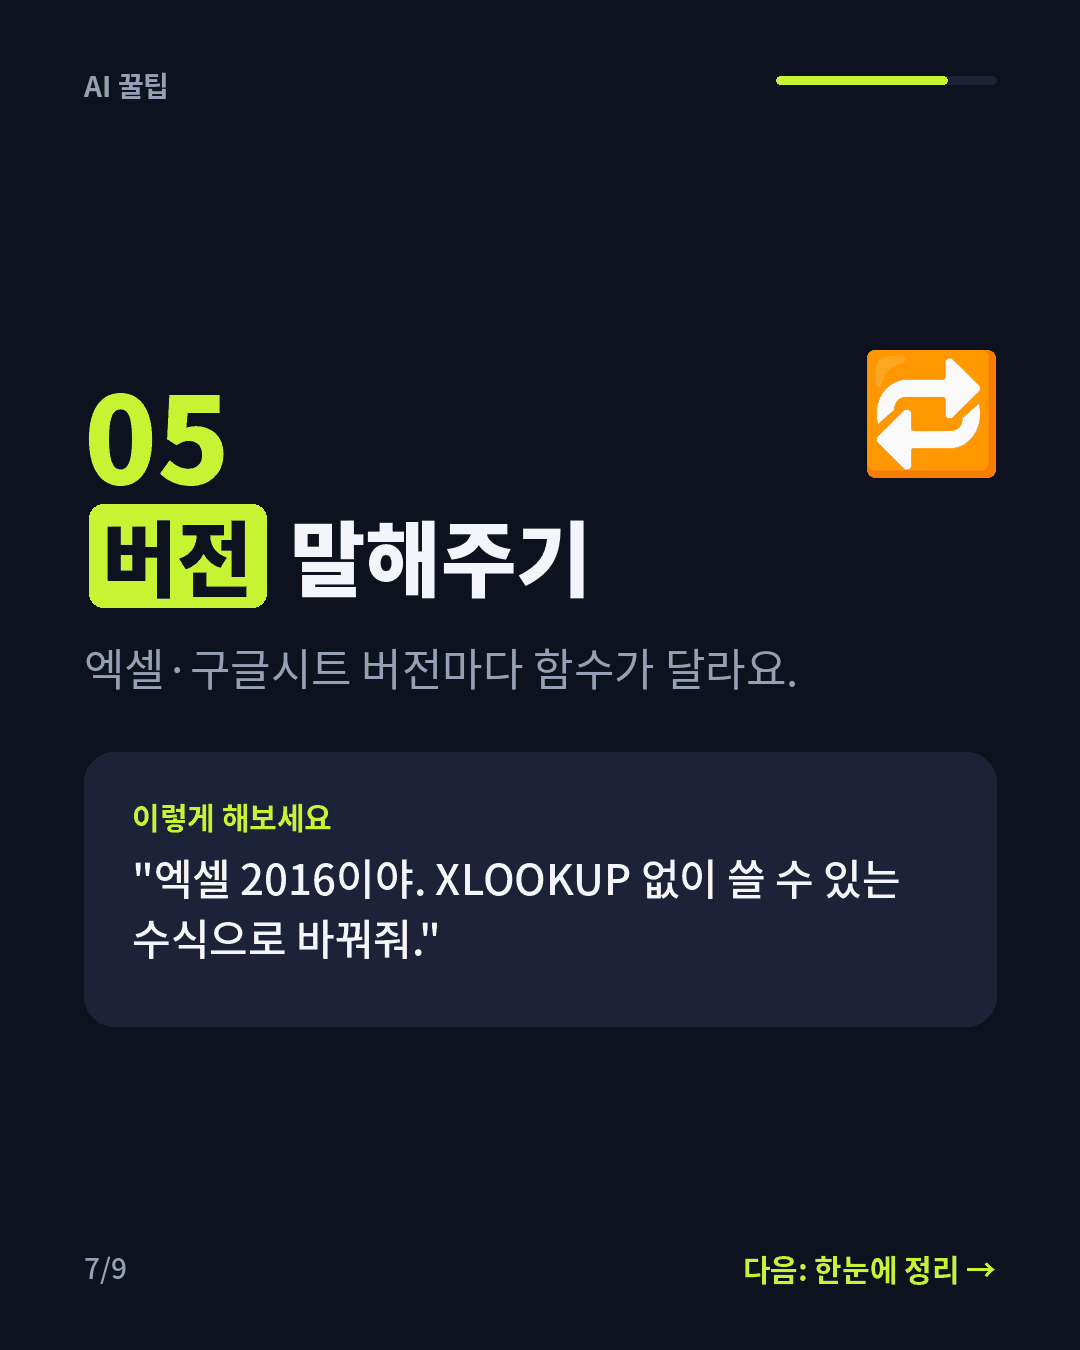 AI 꿀팁
05
버전 말해주기
엑셀·구글시트 버전마다 함수가 달라요.
이렇게 해보세요
"엑셀 2016이야. XLOOKUP 없이 쓸 수 있는
수식으로 바꿔줘."
7/9
다음: 한눈에 정리 →